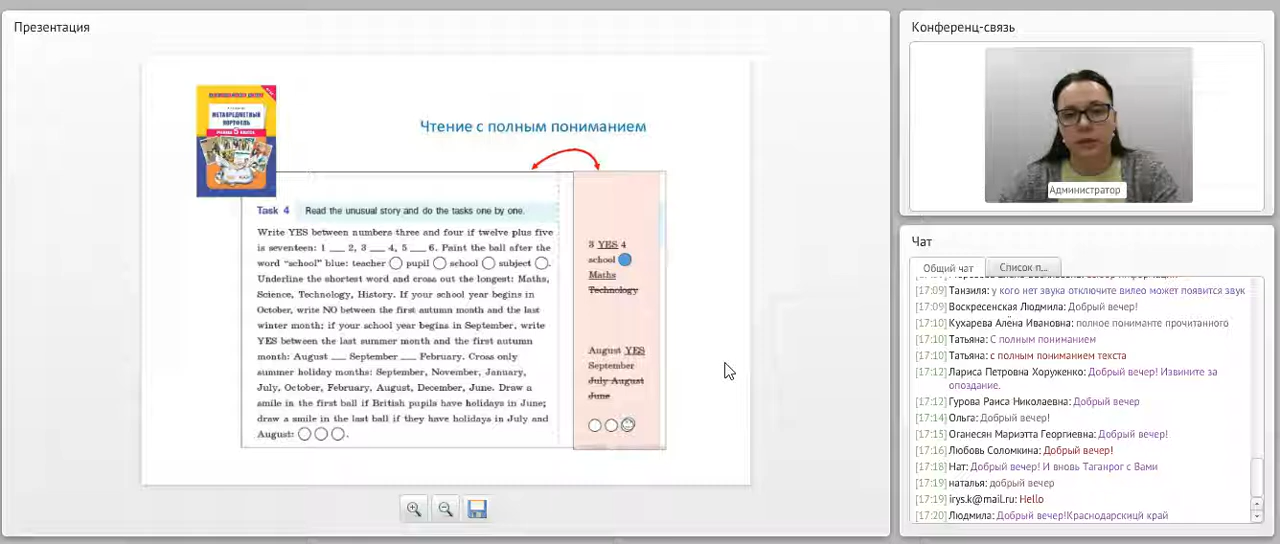 Презентация
МЕТАПРЕДМЕТНЫЙ
ПОРТФЕЛЬ
Чтение с полным пониманием
Task 4 Read the unusual story and do the tasks one by one.
Write YES between numbers three and four if twelve plus five
is seventeen: 1 ___ 2, 3 ___ 4, 5 ___ 6. Paint the ball after the
word “school” blue: teacher ◯ pupil ◯ school ◯ subject ◯.
Underline the shortest word and cross out the longest: Maths,
Science, Technology, History. If your school year begins in
October, write NO between the first autumn month and the last
winter month; if your school year begins in September, write
YES between the last summer month and the first autumn
month: August ___ September ___ February. Cross only
summer holiday months: September, November, January,
July, October, February, August, December, June. Draw a
smile in the first ball if British pupils have holidays in June;
draw a smile in the last ball if they have holidays in July and
August: ◯ ◯ ◯.
3 YES 4
school
Maths
Technology
August YES
September
July August
June
Конференц-связь
Администратор
Чат
Общий чат
Список п...
[17:09] Танзиля: у кого нет звука отключите вилео может появится звук
[17:09] Воскресенская Людмила: Добрый вечер!
[17:10] Кухарева Алёна Ивановна: полное пониманте прочитанного
[17:10] Татьяна: С полным пониманием
[17:10] Татьяна: с полным пониманием текста
[17:12] Лариса Петровна Хоруженко: Добрый вечер! Извините за
опоздание.
[17:12] Гурова Раиса Николаевна: Добрый вечер
[17:14] Ольга: Добрый вечер!
[17:15] Оганесян Мариэтта Георгиевна: Добрый вечер!
[17:16] Любовь Соломкина: Добрый вечер!
[17:18] Нат: Добрый вечер! И вновь Таганрог с Вами
[17:19] наталья: добрый вечер
[17:19] irys.k@mail.ru: Hello
[17:20] Людмила: Добрый вечер!Краснодарскицй край